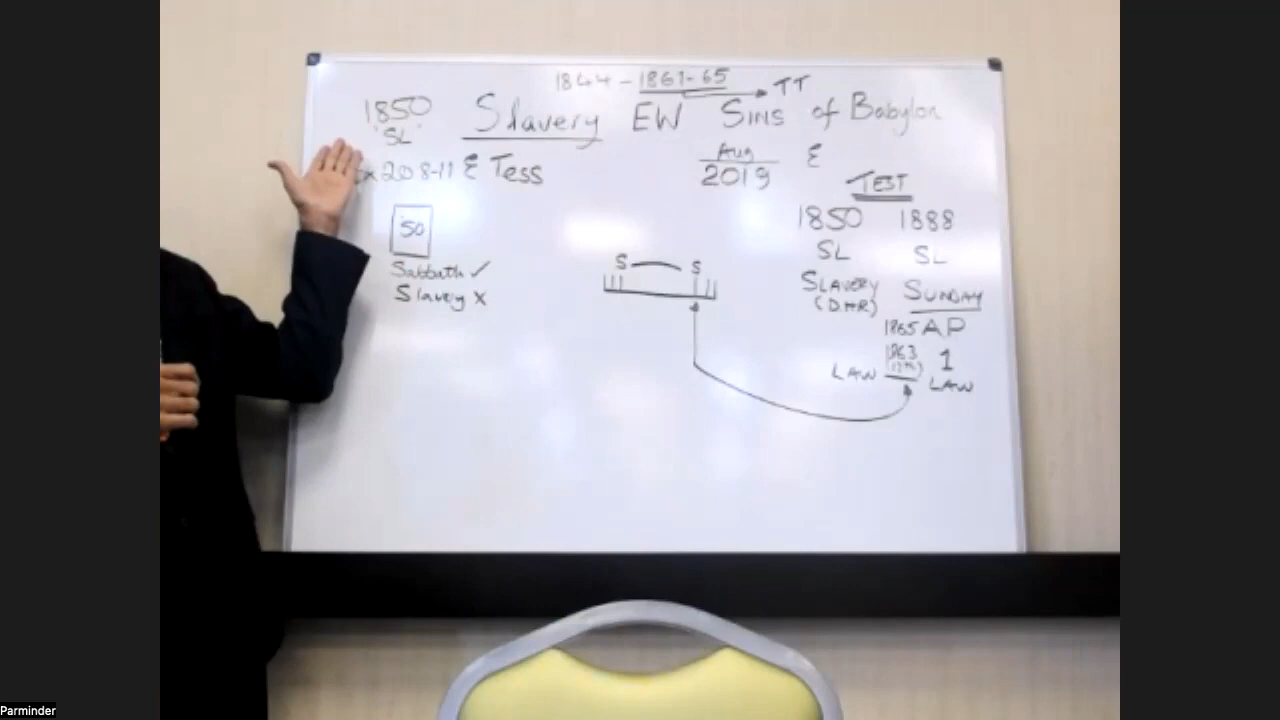 1844 - 1861-65 → TT
1850 Slavery EW Sins of Babylon
'SL'
Ex 20 8-11 & Tess
Aug &
2019
TEST
1850 1888
SL SL
'50
Sabbath ✓
Slavery x
S S
SLAVERY SUNDAY
(DHR)
1865 AP
1863 1
LAW LAW
Parminder